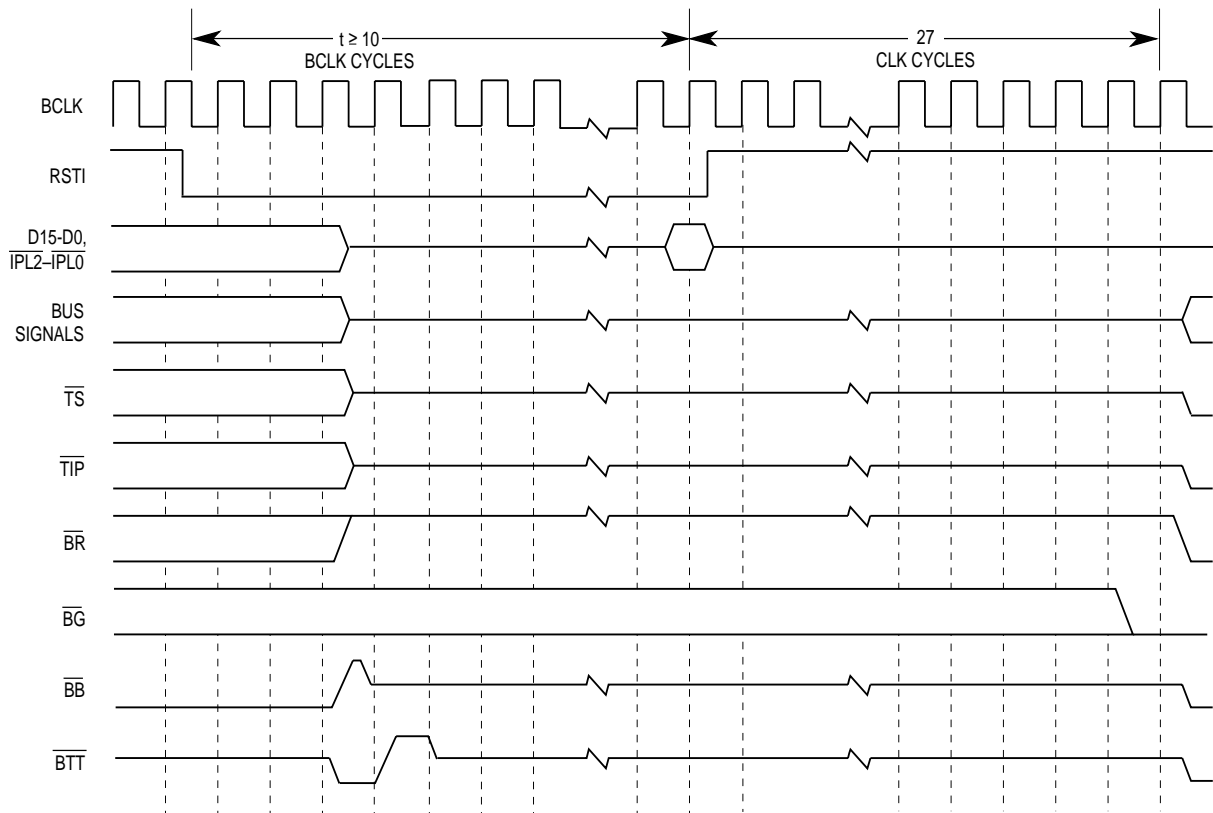 t ≥ 10
BCLK CYCLES
27
CLK CYCLES
BCLK
RSTI
D15-D0,
IPL2–IPL0
BUS
SIGNALS
TS
TIP
BR
BG
BB
BTT